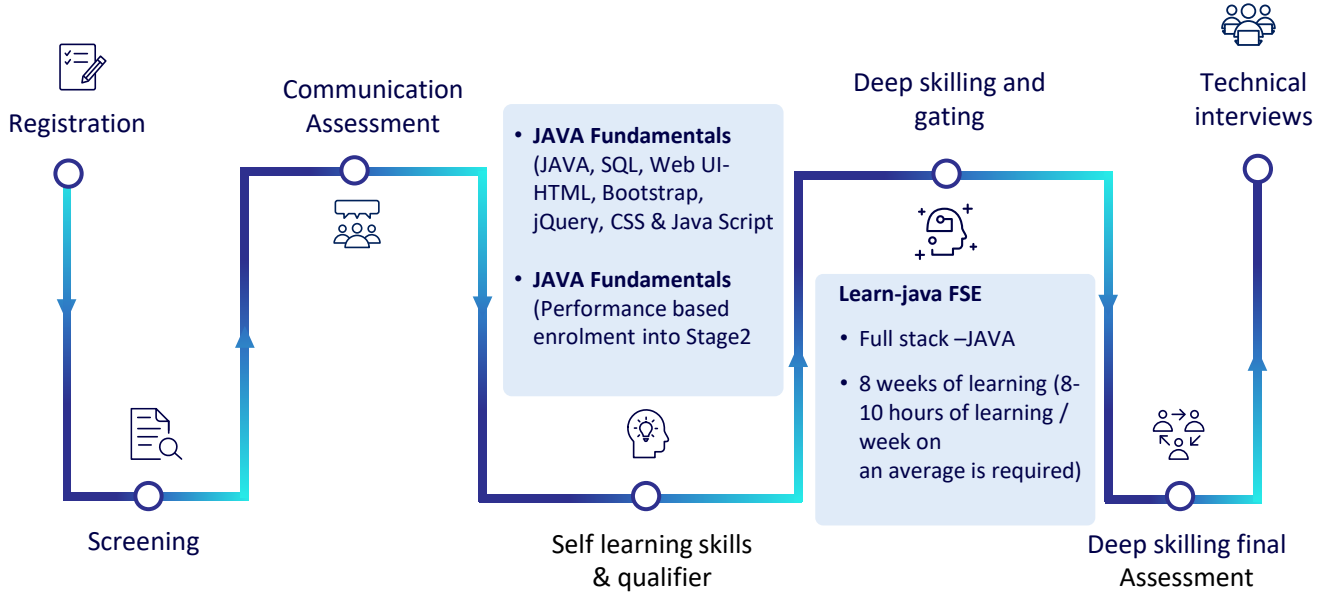 Registration
Screening
Communication
Assessment
• JAVA Fundamentals
(JAVA, SQL, Web UI-
HTML, Bootstrap,
jQuery, CSS & Java Script
• JAVA Fundamentals
(Performance based
enrolment into Stage2
Self learning skills
& qualifier
Deep skilling and
gating
Learn-java FSE
• Full stack –JAVA
• 8 weeks of learning (8-
10 hours of learning /
week on
an average is required)
Deep skilling final
Assessment
Technical
interviews